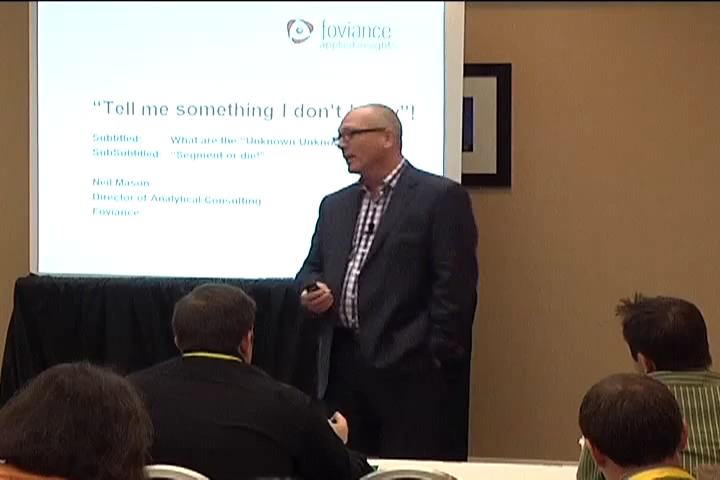 foviance
applied insights
"Tell me something I don't
Subtitled: What are the "Unknown
SubSubtitled: "Segment or die!"
Neil Mason
Director of Analytical Consulting
Foviance